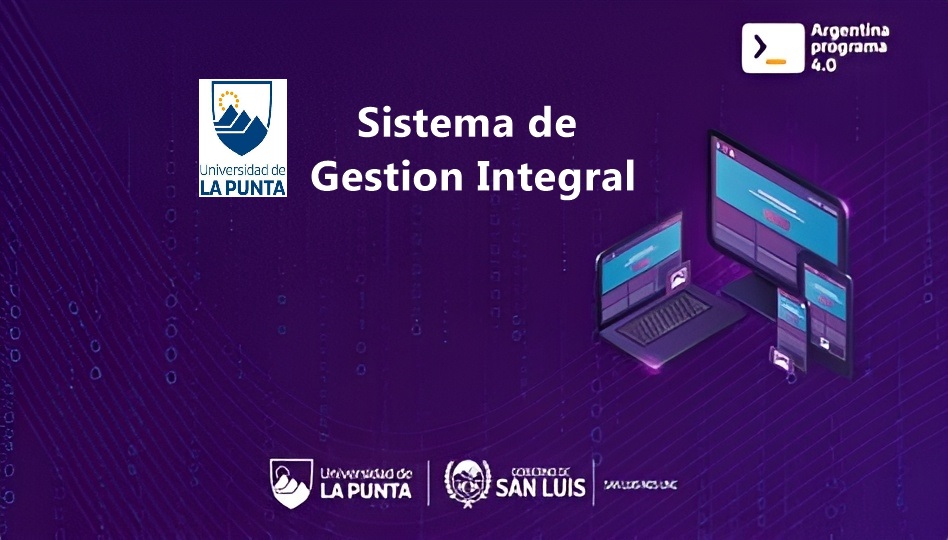 Argentina
programa
4.0
Universidad de
LA PUNTA
Sistema de
Gestion Integral
Universidad de
LA PUNTA
GOBIERNO DE
SAN LUIS